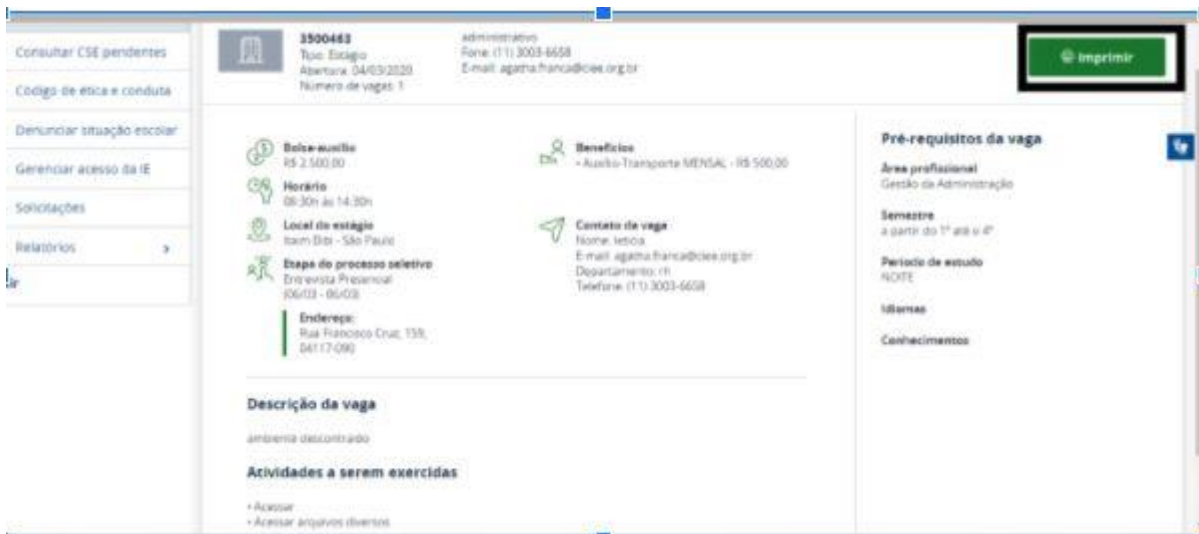 Consultar CSE pendentes
Código de ética e conduta
Denunciar situação escolar
Gerenciar acesso da IE
Solicitações
Relatórios
ir
3500463
Tipo: Estágio
Abertura: 04/03/2020
Número de vagas: 1
administrativo
Fone: (11) 3003-6658
E-mail: agatha.franca@ciee.org.br
Imprimir
Bolsa-auxílio
R$ 2.500,00
Horário
08:30h às 14:30h
Local do estágio
Itaim Bibi - São Paulo
Etapa do processo seletivo
Entrevista Presencial
(06/03 - 06/03)
Endereço:
Rua Francisco Cruz, 159,
04117-090
Benefícios
• Auxílio-Transporte MENSAL - R$ 500,00
Contato da vaga
Nome: leticia
E-mail: agatha.franca@ciee.org.br
Departamento: rh
Telefone: (11) 3003-6658
Descrição da vaga
ambiente descontraido
Atividades a serem exercidas
• Acessar
• Acessar arquivos diversos
Pré-requisitos da vaga
Área profissional
Gestão da Administração
Semestre
a partir do 1º até o 4º
Período de estudo
NOITE
Idiomas
Conhecimentos